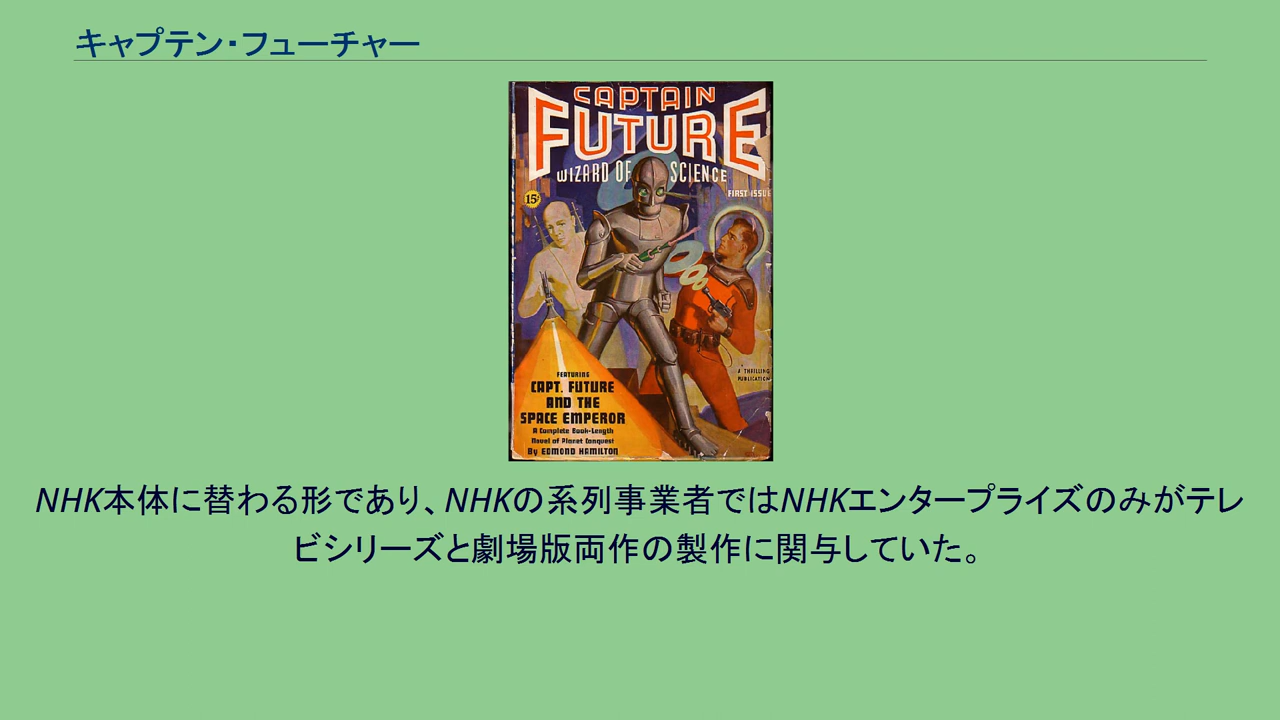 キャプテン・フューチャー
CAPTAIN
FUTURE
WIZARD OF SCIENCE
FIRST ISSUE
15¢
A THRILLING
PUBLICATION
FEATURING
CAPT. FUTURE
AND THE
SPACE EMPEROR
A Complete Book-Length
Novel of Planet Conquest
By EDMOND HAMILTON
NHK本体に替わる形であり、NHKの系列事業者ではNHKエンタープライズのみがテレ
ビシリーズと劇場版両作の製作に関与していた。